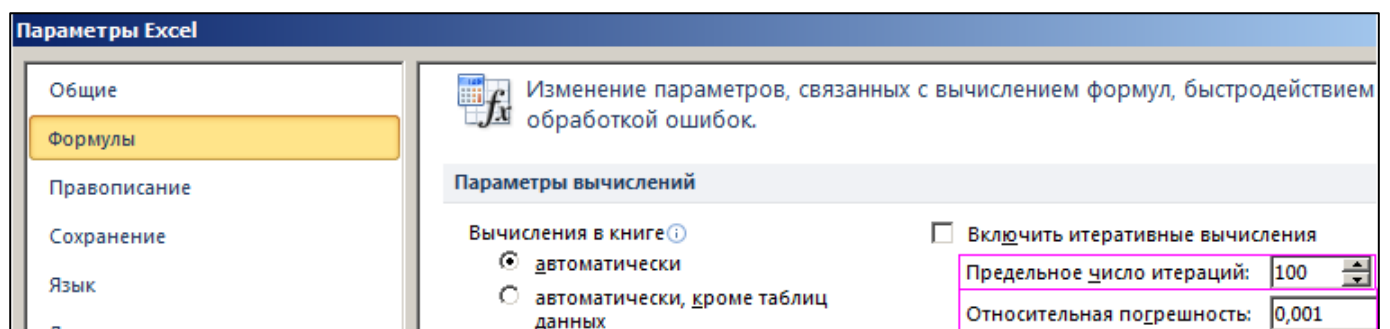 Параметры Excel
Общие
Формулы
Правописание
Сохранение
Язык
Изменение параметров, связанных с вычислением формул, быстродействием
обработкой ошибок.
Параметры вычислений
Вычисления в книге
автоматически
автоматически, кроме таблиц
данных
Включить итеративные вычисления
Предельное число итераций: 100
Относительная погрешность: 0,001